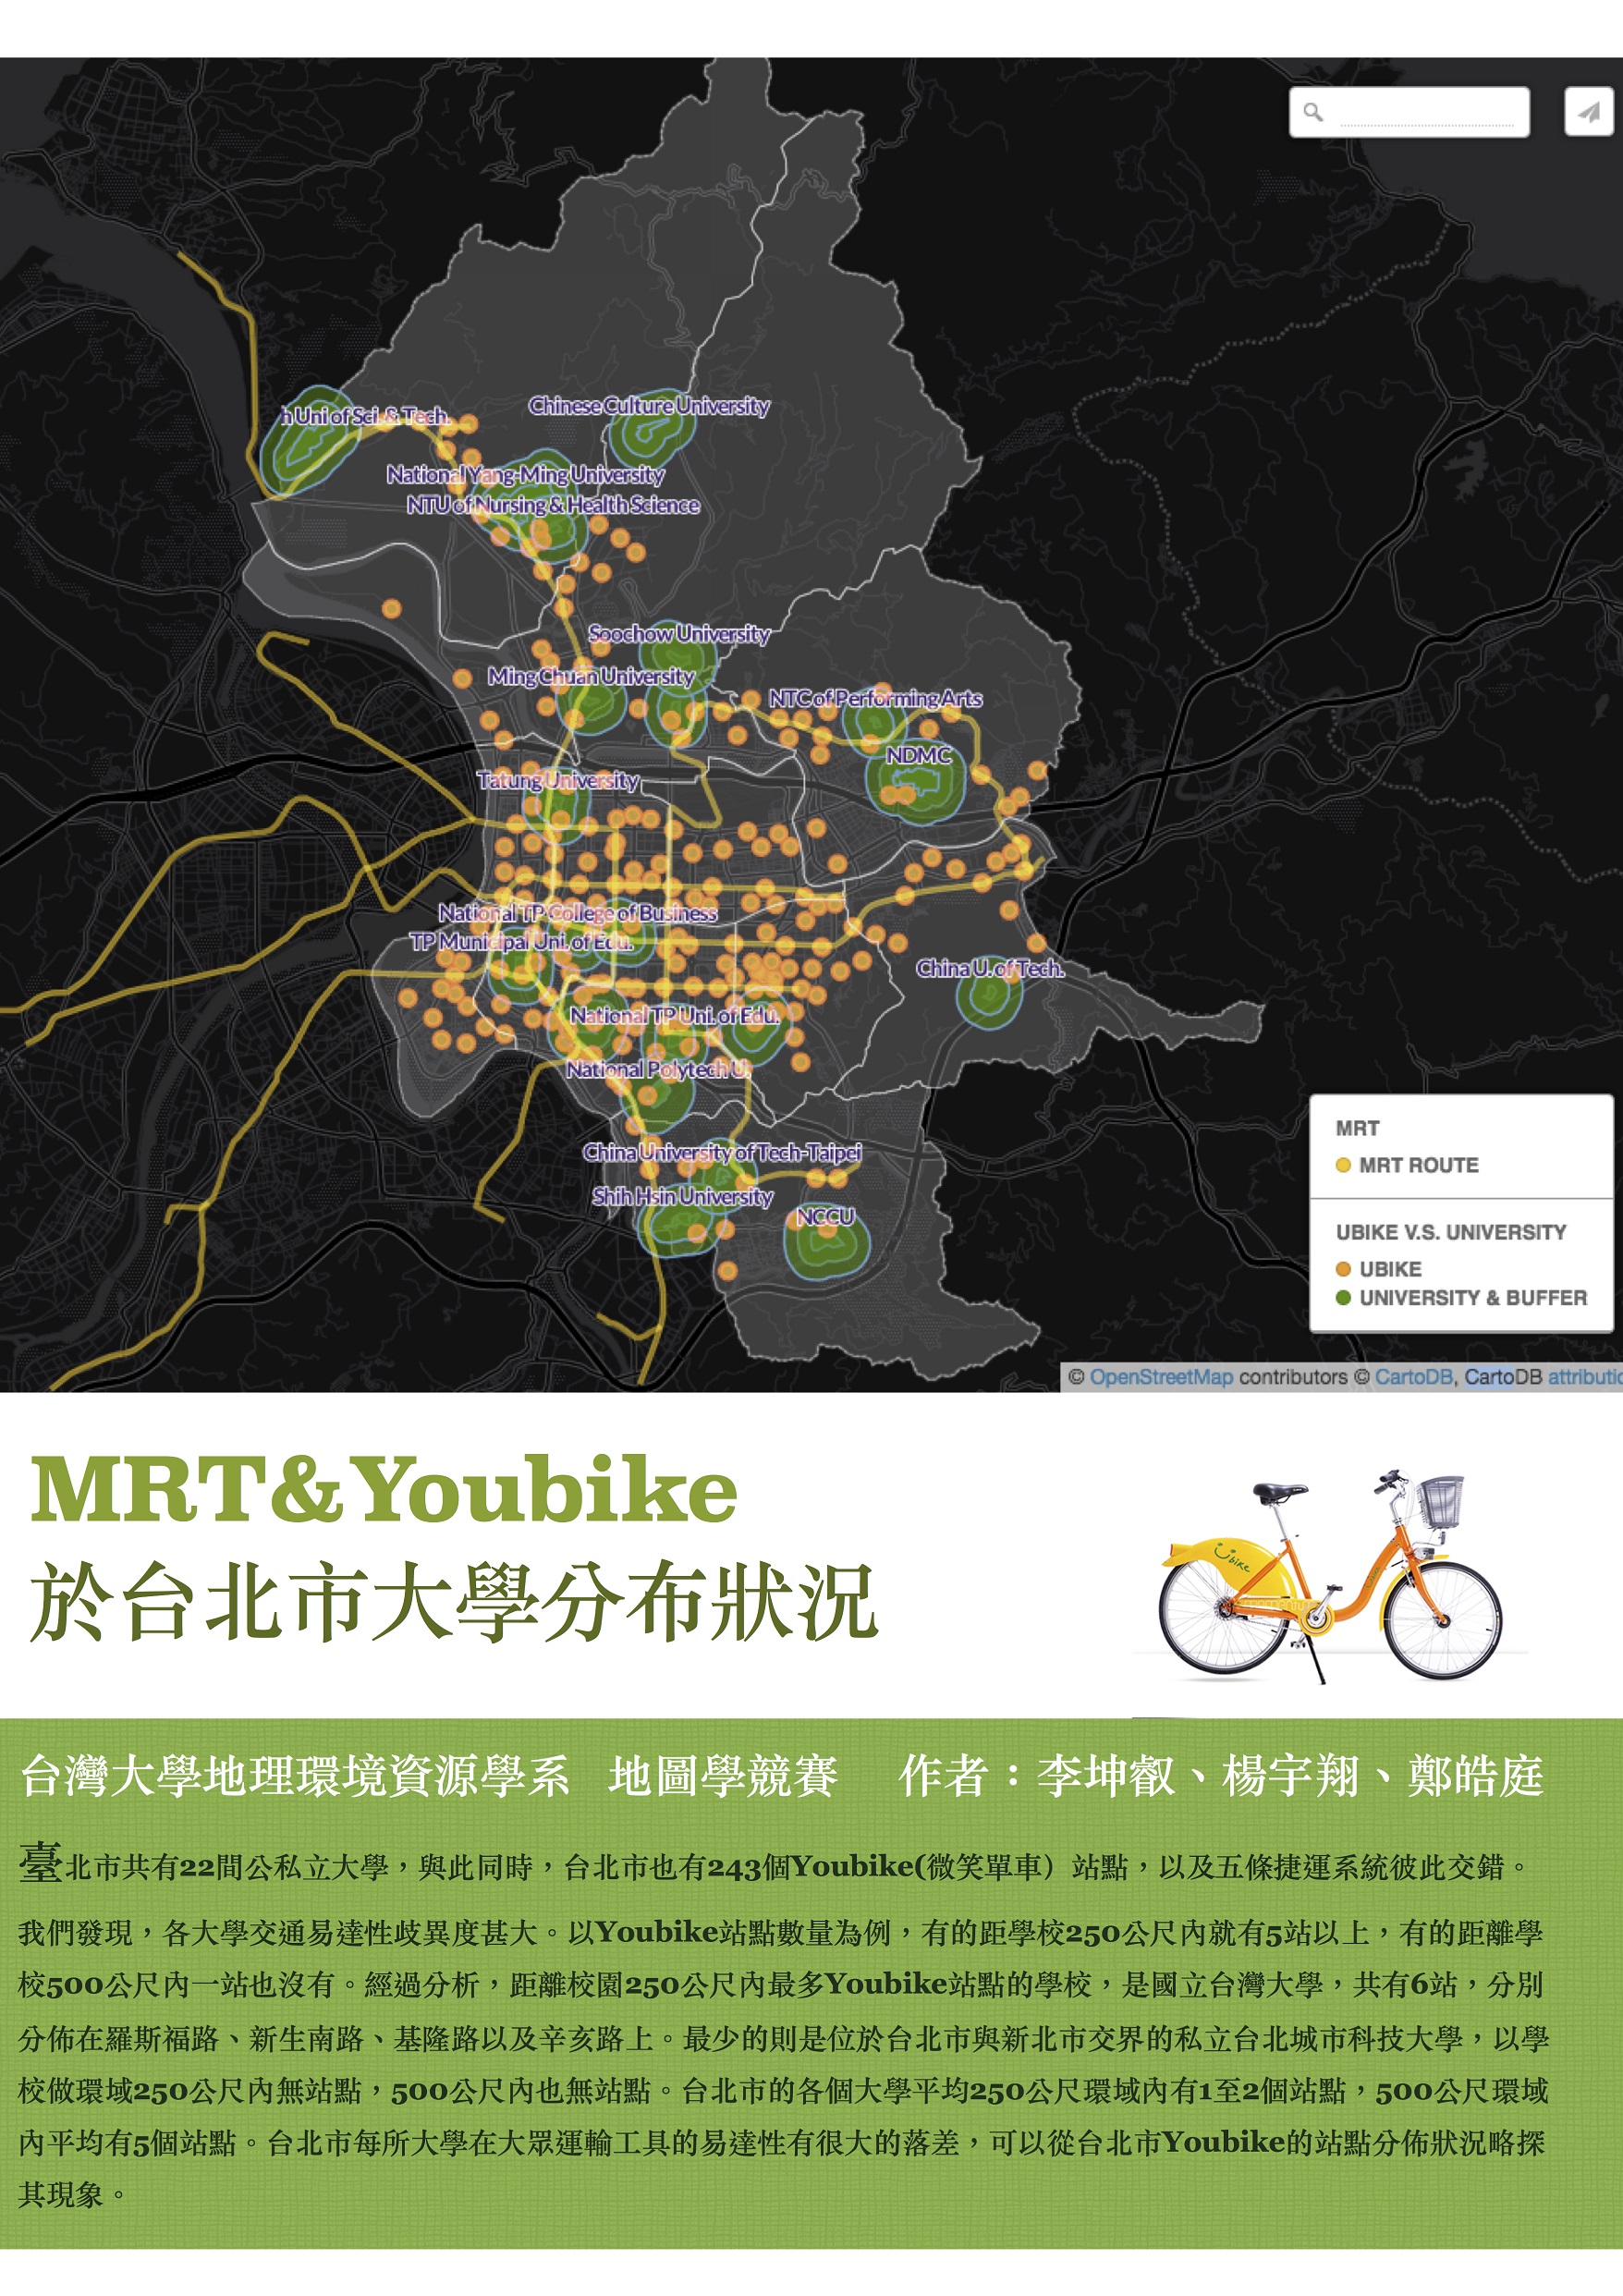 h Uni of Sci. & Tech.
Chinese Culture University
National Yang-Ming University
NTU of Nursing & Health Science
Soochow University
Ming Chuan University
NTC of Performing Arts
NDMC
Tatung University
National TP College of Business
TP Municipal Uni. of Edu.
China U. of Tech.
National TP Uni. of Edu.
National Polytech U.
China University of Tech-Taipei
Shih Hsin University
NCCU
MRT
MRT ROUTE
UBIKE V.S. UNIVERSITY
UBIKE
UNIVERSITY & BUFFER
© OpenStreetMap contributors © CartoDB, CartoDB attributic
MRT&Youbike
於台北市大學分布狀況
Ubike
台灣大學地理環境資源學系 地圖學競賽 作者：李坤叡、楊宇翔、鄭皓庭
臺北市共有22間公私立大學，與此同時，台北市也有243個Youbike(微笑單車）站點，以及五條捷運系統彼此交錯。
我們發現，各大學交通易達性歧異度甚大。以Youbike站點數量為例，有的距學校250公尺內就有5站以上，有的距離學
校500公尺內一站也沒有。經過分析，距離校園250公尺內最多Youbike站點的學校，是國立台灣大學，共有6站，分別
分佈在羅斯福路、新生南路、基隆路以及辛亥路上。最少的則是位於台北市與新北市交界的私立台北城市科技大學，以學
校做環域250公尺內無站點，500公尺內也無站點。台北市的各個大學平均250公尺環域內有1至2個站點，500公尺環域
內平均有5個站點。台北市每所大學在大眾運輸工具的易達性有很大的落差，可以從台北市Youbike的站點分佈狀況略探
其現象。